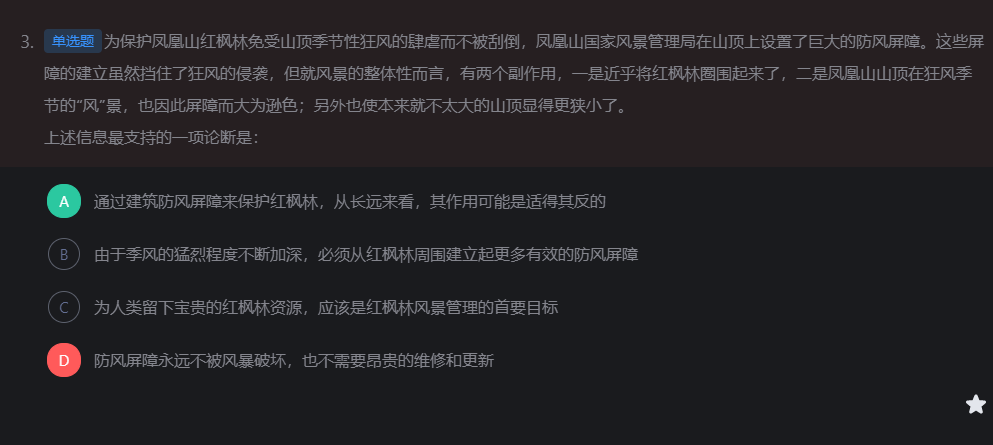 3. 单选题 为保护凤凰山红枫林免受山顶季节性狂风的肆虐而不被刮倒，凤凰山国家风景管理局在山顶上设置了巨大的防风屏障。这些屏
障的建立虽然挡住了狂风的侵袭，但就风景的整体性而言，有两个副作用，一是近乎将红枫林圈围起来了，二是凤凰山山顶在狂风季
节的“风”景，也因此屏障而大为逊色；另外也使本来就不太大的山顶显得更狭小了。
上述信息最支持的一项论断是：
A 通过建筑防风屏障来保护红枫林，从长远来看，其作用可能是适得其反的
B 由于季风的猛烈程度不断加深，必须从红枫林周围建立起更多有效的防风屏障
C 为人类留下宝贵的红枫林资源，应该是红枫林风景管理的首要目标
D 防风屏障永远不被风暴破坏，也不需要昂贵的维修和更新